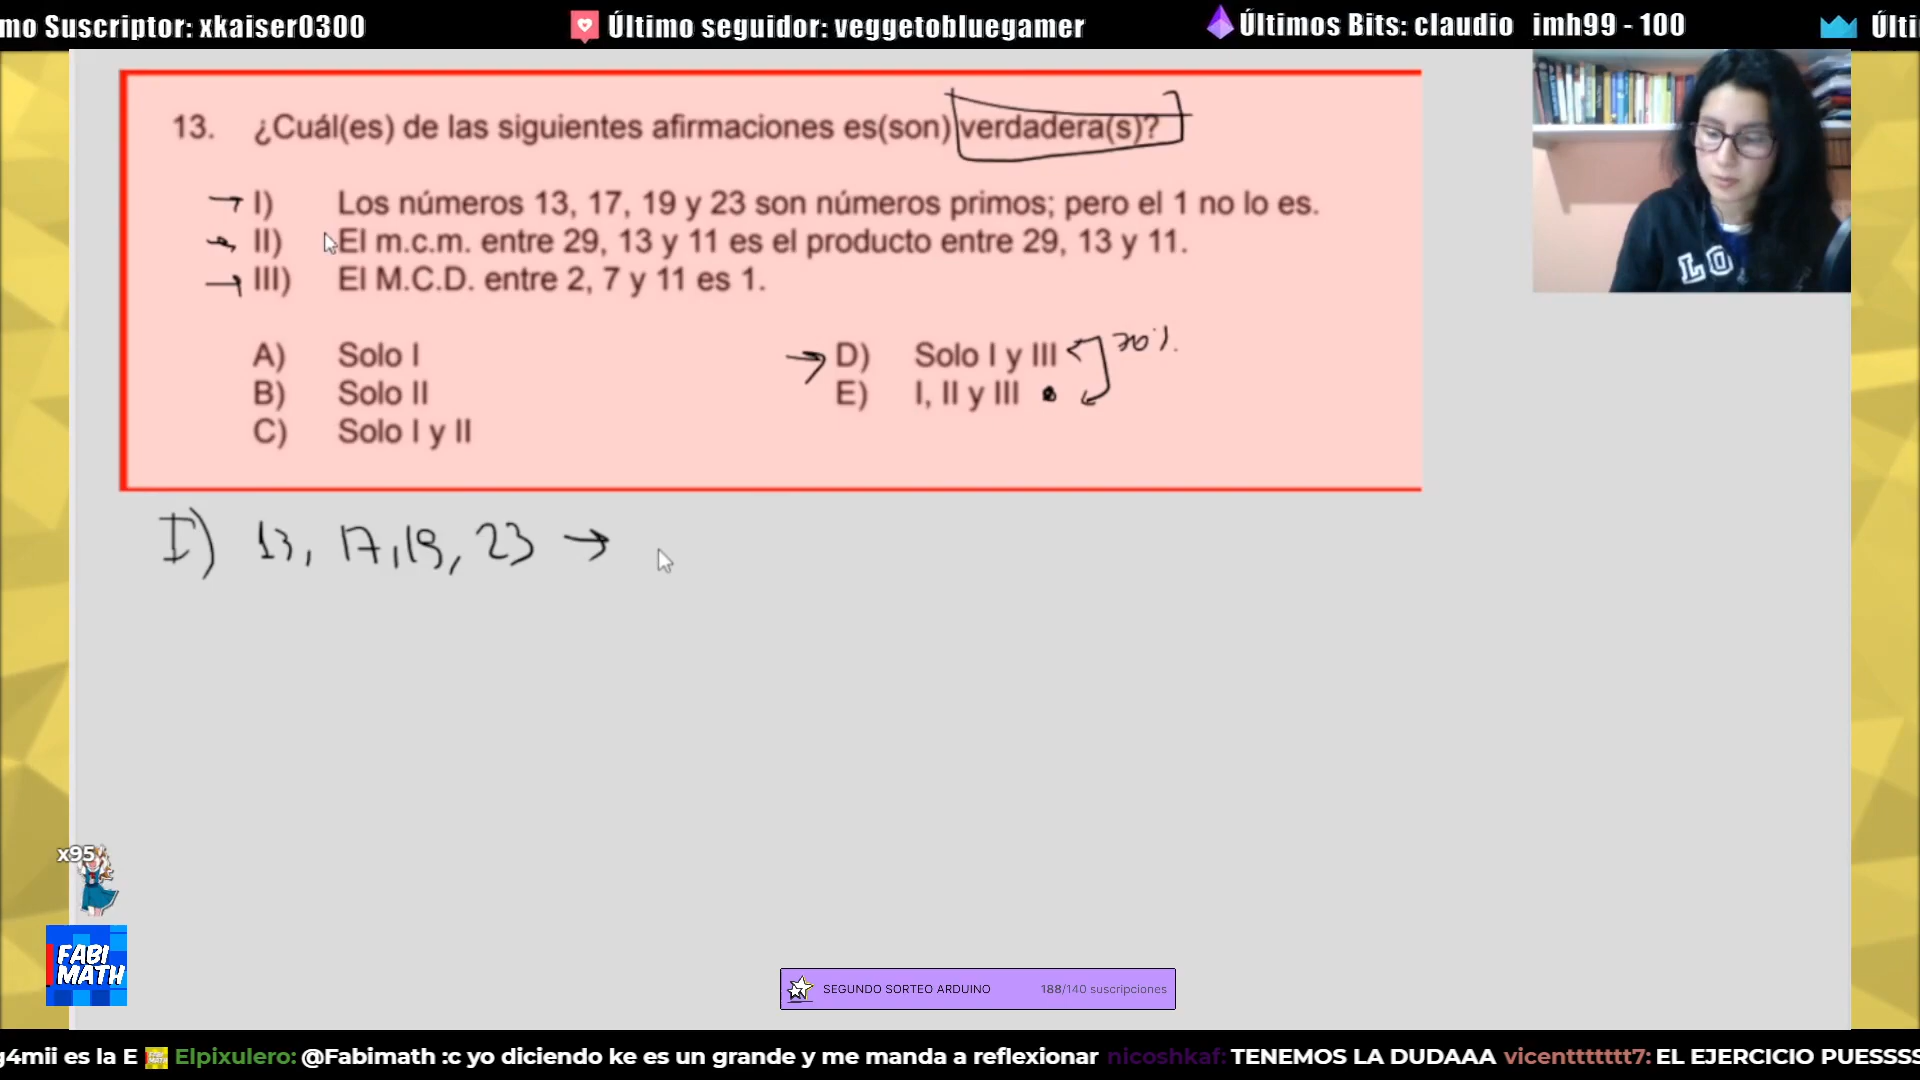 mo Suscriptor: xkaiser0300 Último seguidor: veggetobluegamer Últimos Bits: claudio_imh99 - 100 Últi
13. ¿Cuál(es) de las siguientes afirmaciones es(son) verdadera(s)?
I) Los números 13, 17, 19 y 23 son números primos; pero el 1 no lo es.
II) El m.c.m. entre 29, 13 y 11 es el producto entre 29, 13 y 11.
III) El M.C.D. entre 2, 7 y 11 es 1.
A) Solo I
B) Solo II
C) Solo I y II
D) Solo I y III
E) I, II y III
70%.
I) 13, 17, 19, 23 →
LO
x95
FABI
MATH
SEGUNDO SORTEO ARDUINO 188/140 suscripciones
g4mii es la E Elpixulero: @Fabimath :c yo diciendo ke es un grande y me manda a reflexionar nicoshkaf: TENEMOS LA DUDAAA vicenttttttt7: EL EJERCICIO PUESSSS